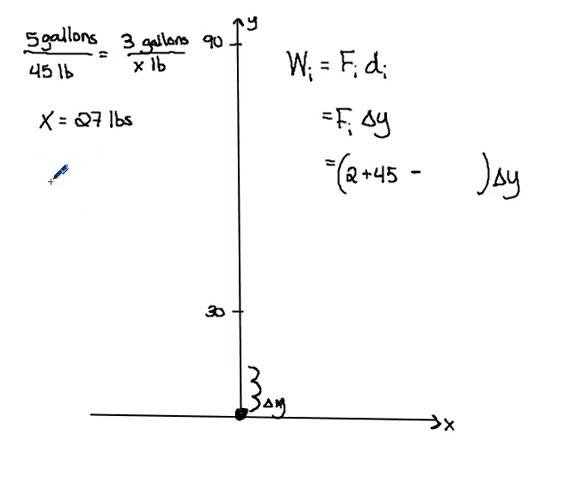 5 gallons / 45 lb = 3 gallons / x lb
x = 27 lbs
y
90
30
Δy
x
Wᵢ = Fᵢ dᵢ
= Fᵢ Δy
= (2+45 - ) Δy